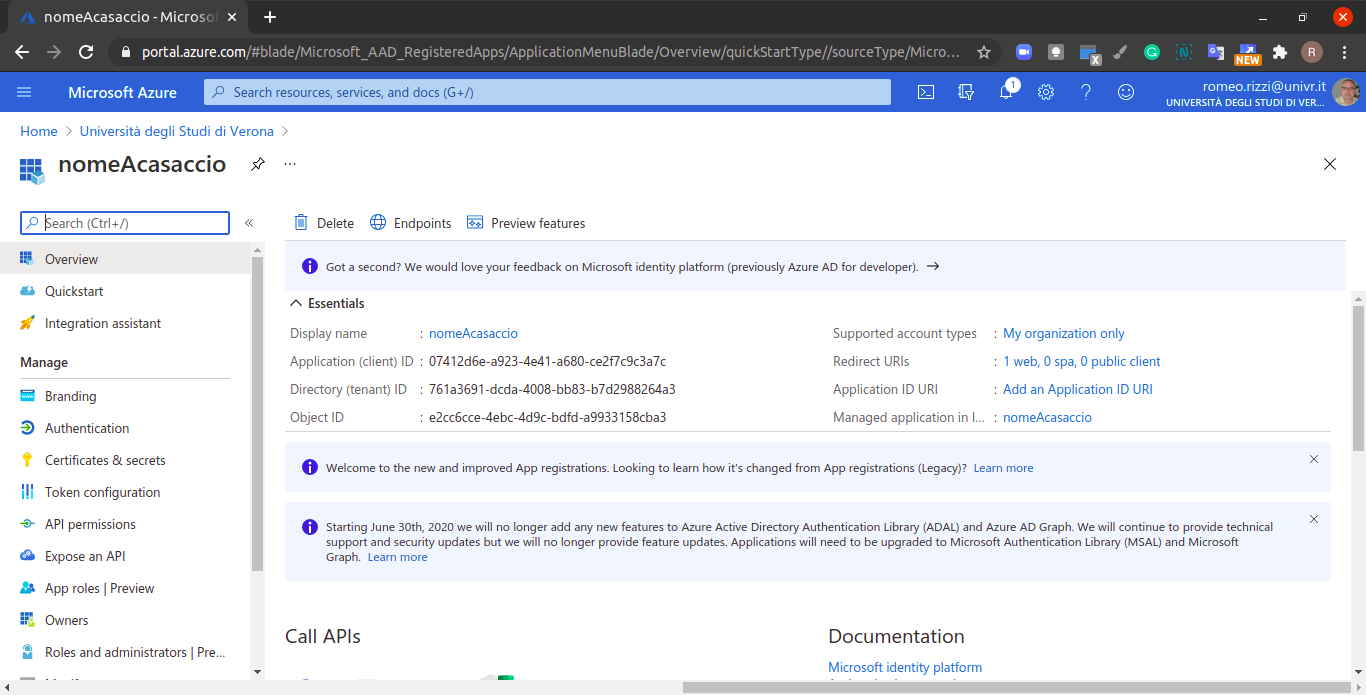 nomeAcasaccio - Microsof
portal.azure.com/#blade/Microsoft_AAD_RegisteredApps/ApplicationMenuBlade/Overview/quickStartType//sourceType/Micro...
X
G
N
NEW
R
Microsoft Azure
Search resources, services, and docs (G+/)
1
romeo.rizzi@univr.it
UNIVERSITÀ DEGLI STUDI DI VER...
Home > Università degli Studi di Verona >
nomeAcasaccio
...
Search (Ctrl+/)
«
Delete
Endpoints
Preview features
Overview
Quickstart
Integration assistant
Manage
Branding
Authentication
Certificates & secrets
Token configuration
API permissions
Expose an API
App roles | Preview
Owners
Roles and administrators | Pre...
Got a second? We would love your feedback on Microsoft identity platform (previously Azure AD for developer). →
Essentials
Display name : nomeAcasaccio
Application (client) ID : 07412d6e-a923-4e41-a680-ce2f7c9c3a7c
Directory (tenant) ID : 761a3691-dcda-4008-bb83-b7d2988264a3
Object ID : e2cc6cce-4ebc-4d9c-bdfd-a9933158cba3
Supported account types : My organization only
Redirect URIs : 1 web, 0 spa, 0 public client
Application ID URI : Add an Application ID URI
Managed application in l... : nomeAcasaccio
Welcome to the new and improved App registrations. Looking to learn how it's changed from App registrations (Legacy)? Learn more
Starting June 30th, 2020 we will no longer add any new features to Azure Active Directory Authentication Library (ADAL) and Azure AD Graph. We will continue to provide technical
support and security updates but we will no longer provide feature updates. Applications will need to be upgraded to Microsoft Authentication Library (MSAL) and Microsoft
Graph. Learn more
Call APIs
Documentation
Microsoft identity platform